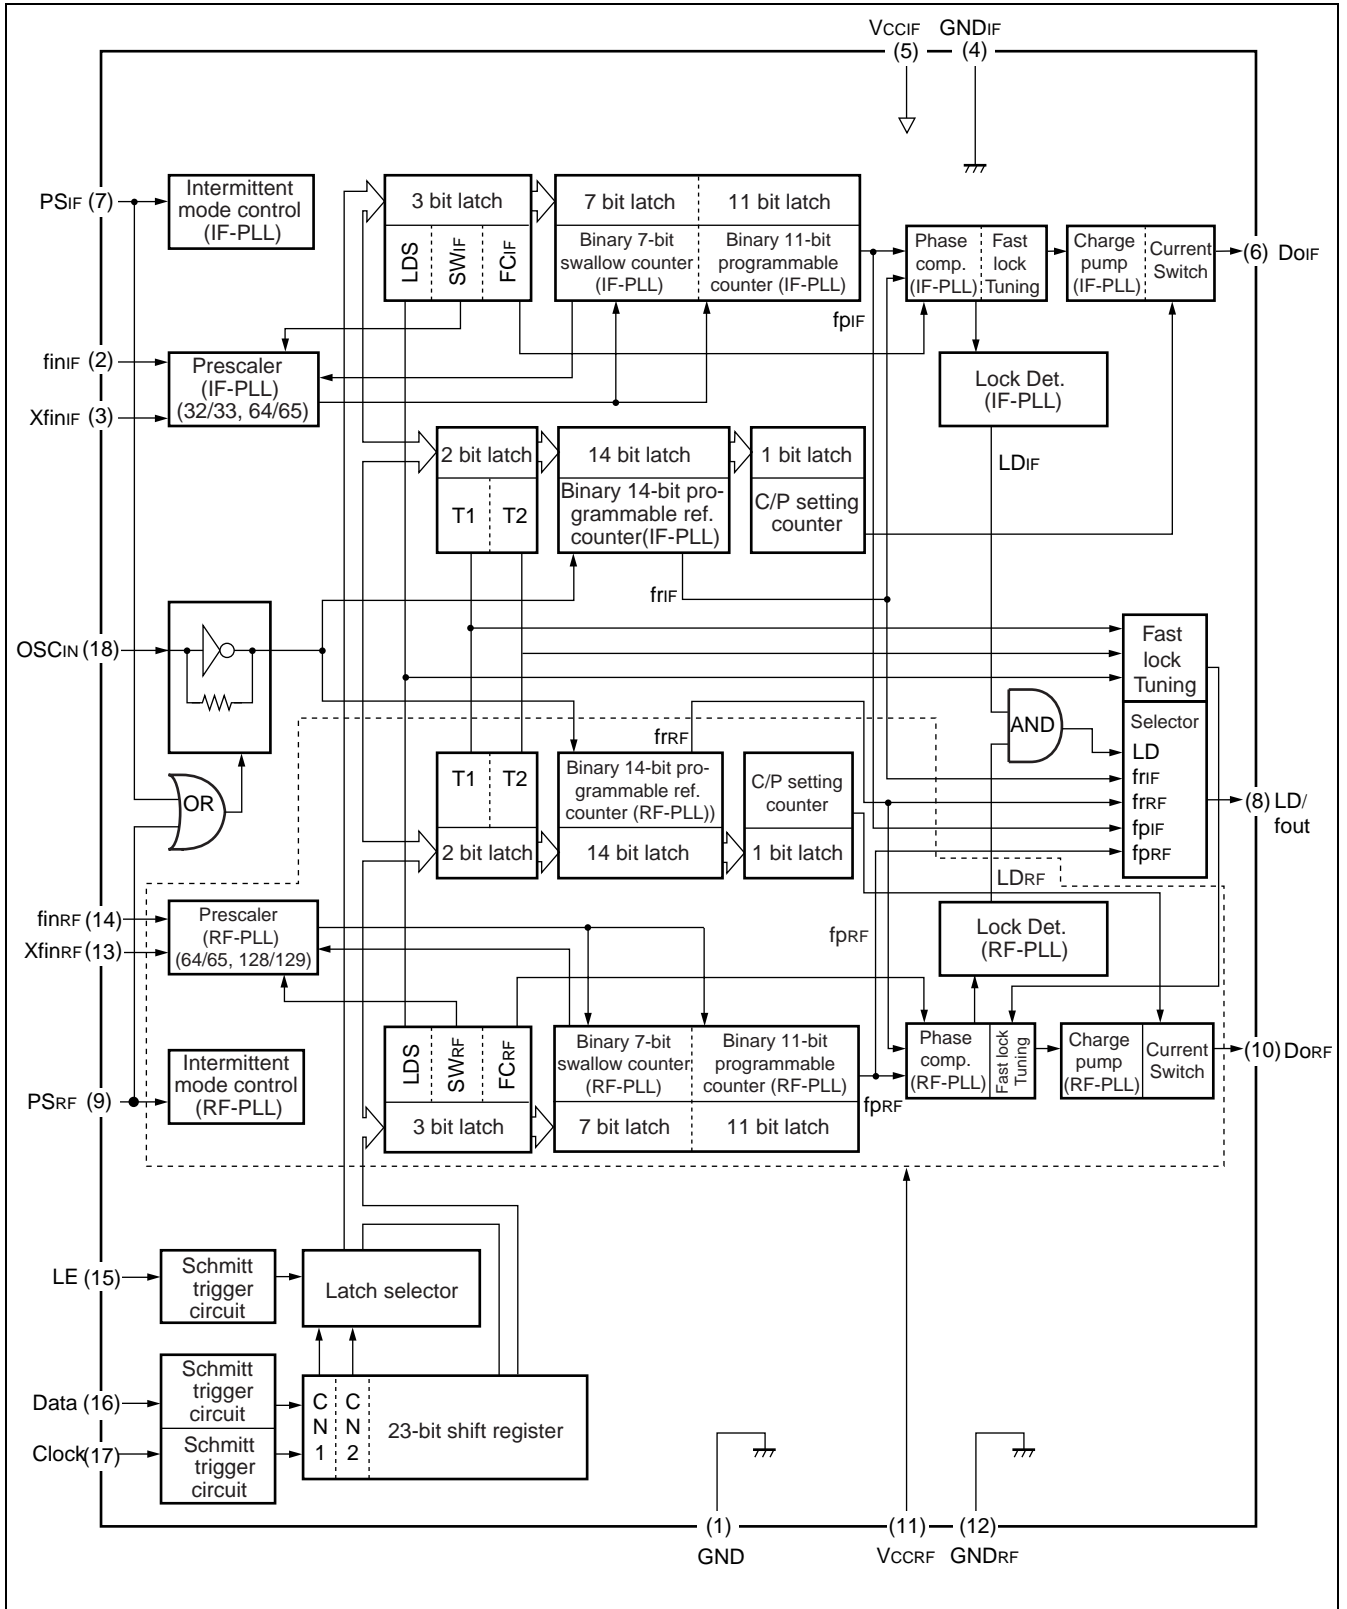 VCCIF GNDIF
(5) (4)
PSIF (7)
Intermittent
mode control
(IF-PLL)
3 bit latch
LDS
SWIF
FCIF
7 bit latch
11 bit latch
Binary 7-bit
swallow counter
(IF-PLL)
Binary 11-bit
programmable
counter (IF-PLL)
Phase
comp.
(IF-PLL)
Fast
lock
Tuning
Charge
pump
(IF-PLL)
Current
Switch
(6) DOIF
fpIF
finIF (2)
XfinIF (3)
Prescaler
(IF-PLL)
(32/33, 64/65)
Lock Det.
(IF-PLL)
LDIF
2 bit latch
T1
T2
14 bit latch
Binary 14-bit pro-
grammable ref.
counter(IF-PLL)
1 bit latch
C/P setting
counter
frIF
OSCIN (18)
Fast
lock
Tuning
AND
Selector
LD
frIF
frRF
fpIF
fpRF
(8) LD/
fout
OR
frRF
T1
T2
2 bit latch
Binary 14-bit pro-
grammable ref.
counter (RF-PLL))
14 bit latch
C/P setting
counter
1 bit latch
LDRF
finRF (14)
XfinRF (13)
Prescaler
(RF-PLL)
(64/65, 128/129)
fpRF
Lock Det.
(RF-PLL)
PSRF (9)
Intermittent
mode control
(RF-PLL)
LDS
SWRF
FCRF
3 bit latch
Binary 7-bit
swallow counter
(RF-PLL)
Binary 11-bit
programmable
counter (RF-PLL)
7 bit latch
11 bit latch
fpRF
Phase
comp.
(RF-PLL)
Fast lock
Tuning
Charge
pump
(RF-PLL)
Current
Switch
(10) DORF
LE (15)
Schmitt
trigger
circuit
Latch selector
Data (16)
Schmitt
trigger
circuit
Clock(17)
Schmitt
trigger
circuit
C
N
1
C
N
2
23-bit shift register
(1)
GND
(11) (12)
VCCRF GNDRF